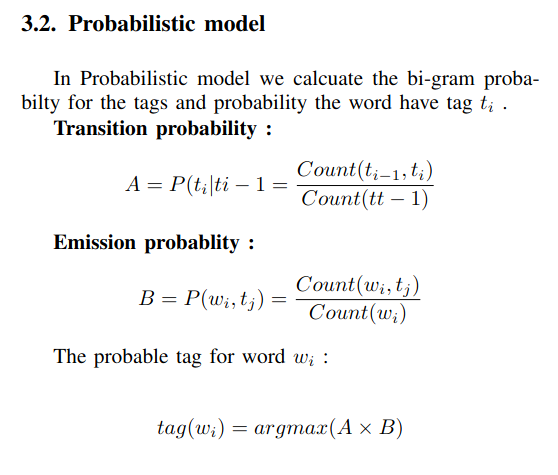 3.2. Probabilistic model
In Probabilistic model we calcuate the bi-gram proba-
bilty for the tags and probability the word have tag t_i .
Transition probability :
A = P(t_i|ti − 1 = \frac{Count(t_{i−1}, t_i)}{Count(tt − 1)}
Emission probablity :
B = P(w_i, t_j) = \frac{Count(w_i, t_j)}{Count(w_i)}
The probable tag for word w_i :
tag(w_i) = argmax(A × B)